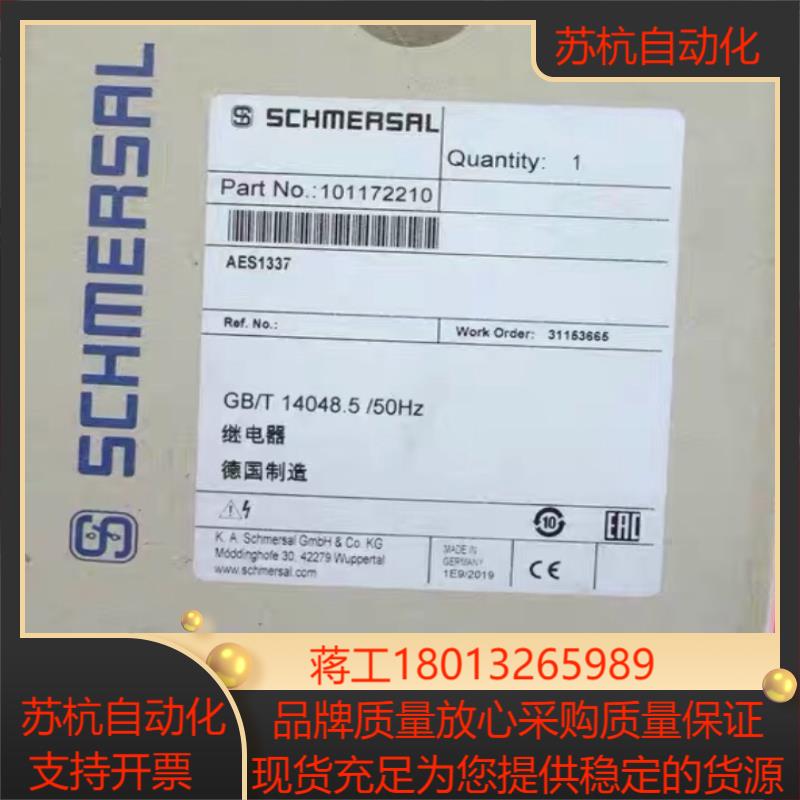 苏杭自动化
SCHMERSAL
SCHMERSAL
Quantity: 1
Part No.:101172210
AES1337
Ref. No.:
Work Order: 31153665
GB/T 14048.5 /50Hz
继电器
德国制造
10
EAC
K. A. Schmersal GmbH & Co. KG
Möddinghofe 30, 42279 Wuppertal
www.schmersal.com
MADE IN
GERMANY
1E9/2019
CE
蒋工18013265989
苏杭自动化
支持开票
品牌质量放心采购质量保证
现货充足为您提供稳定的货源